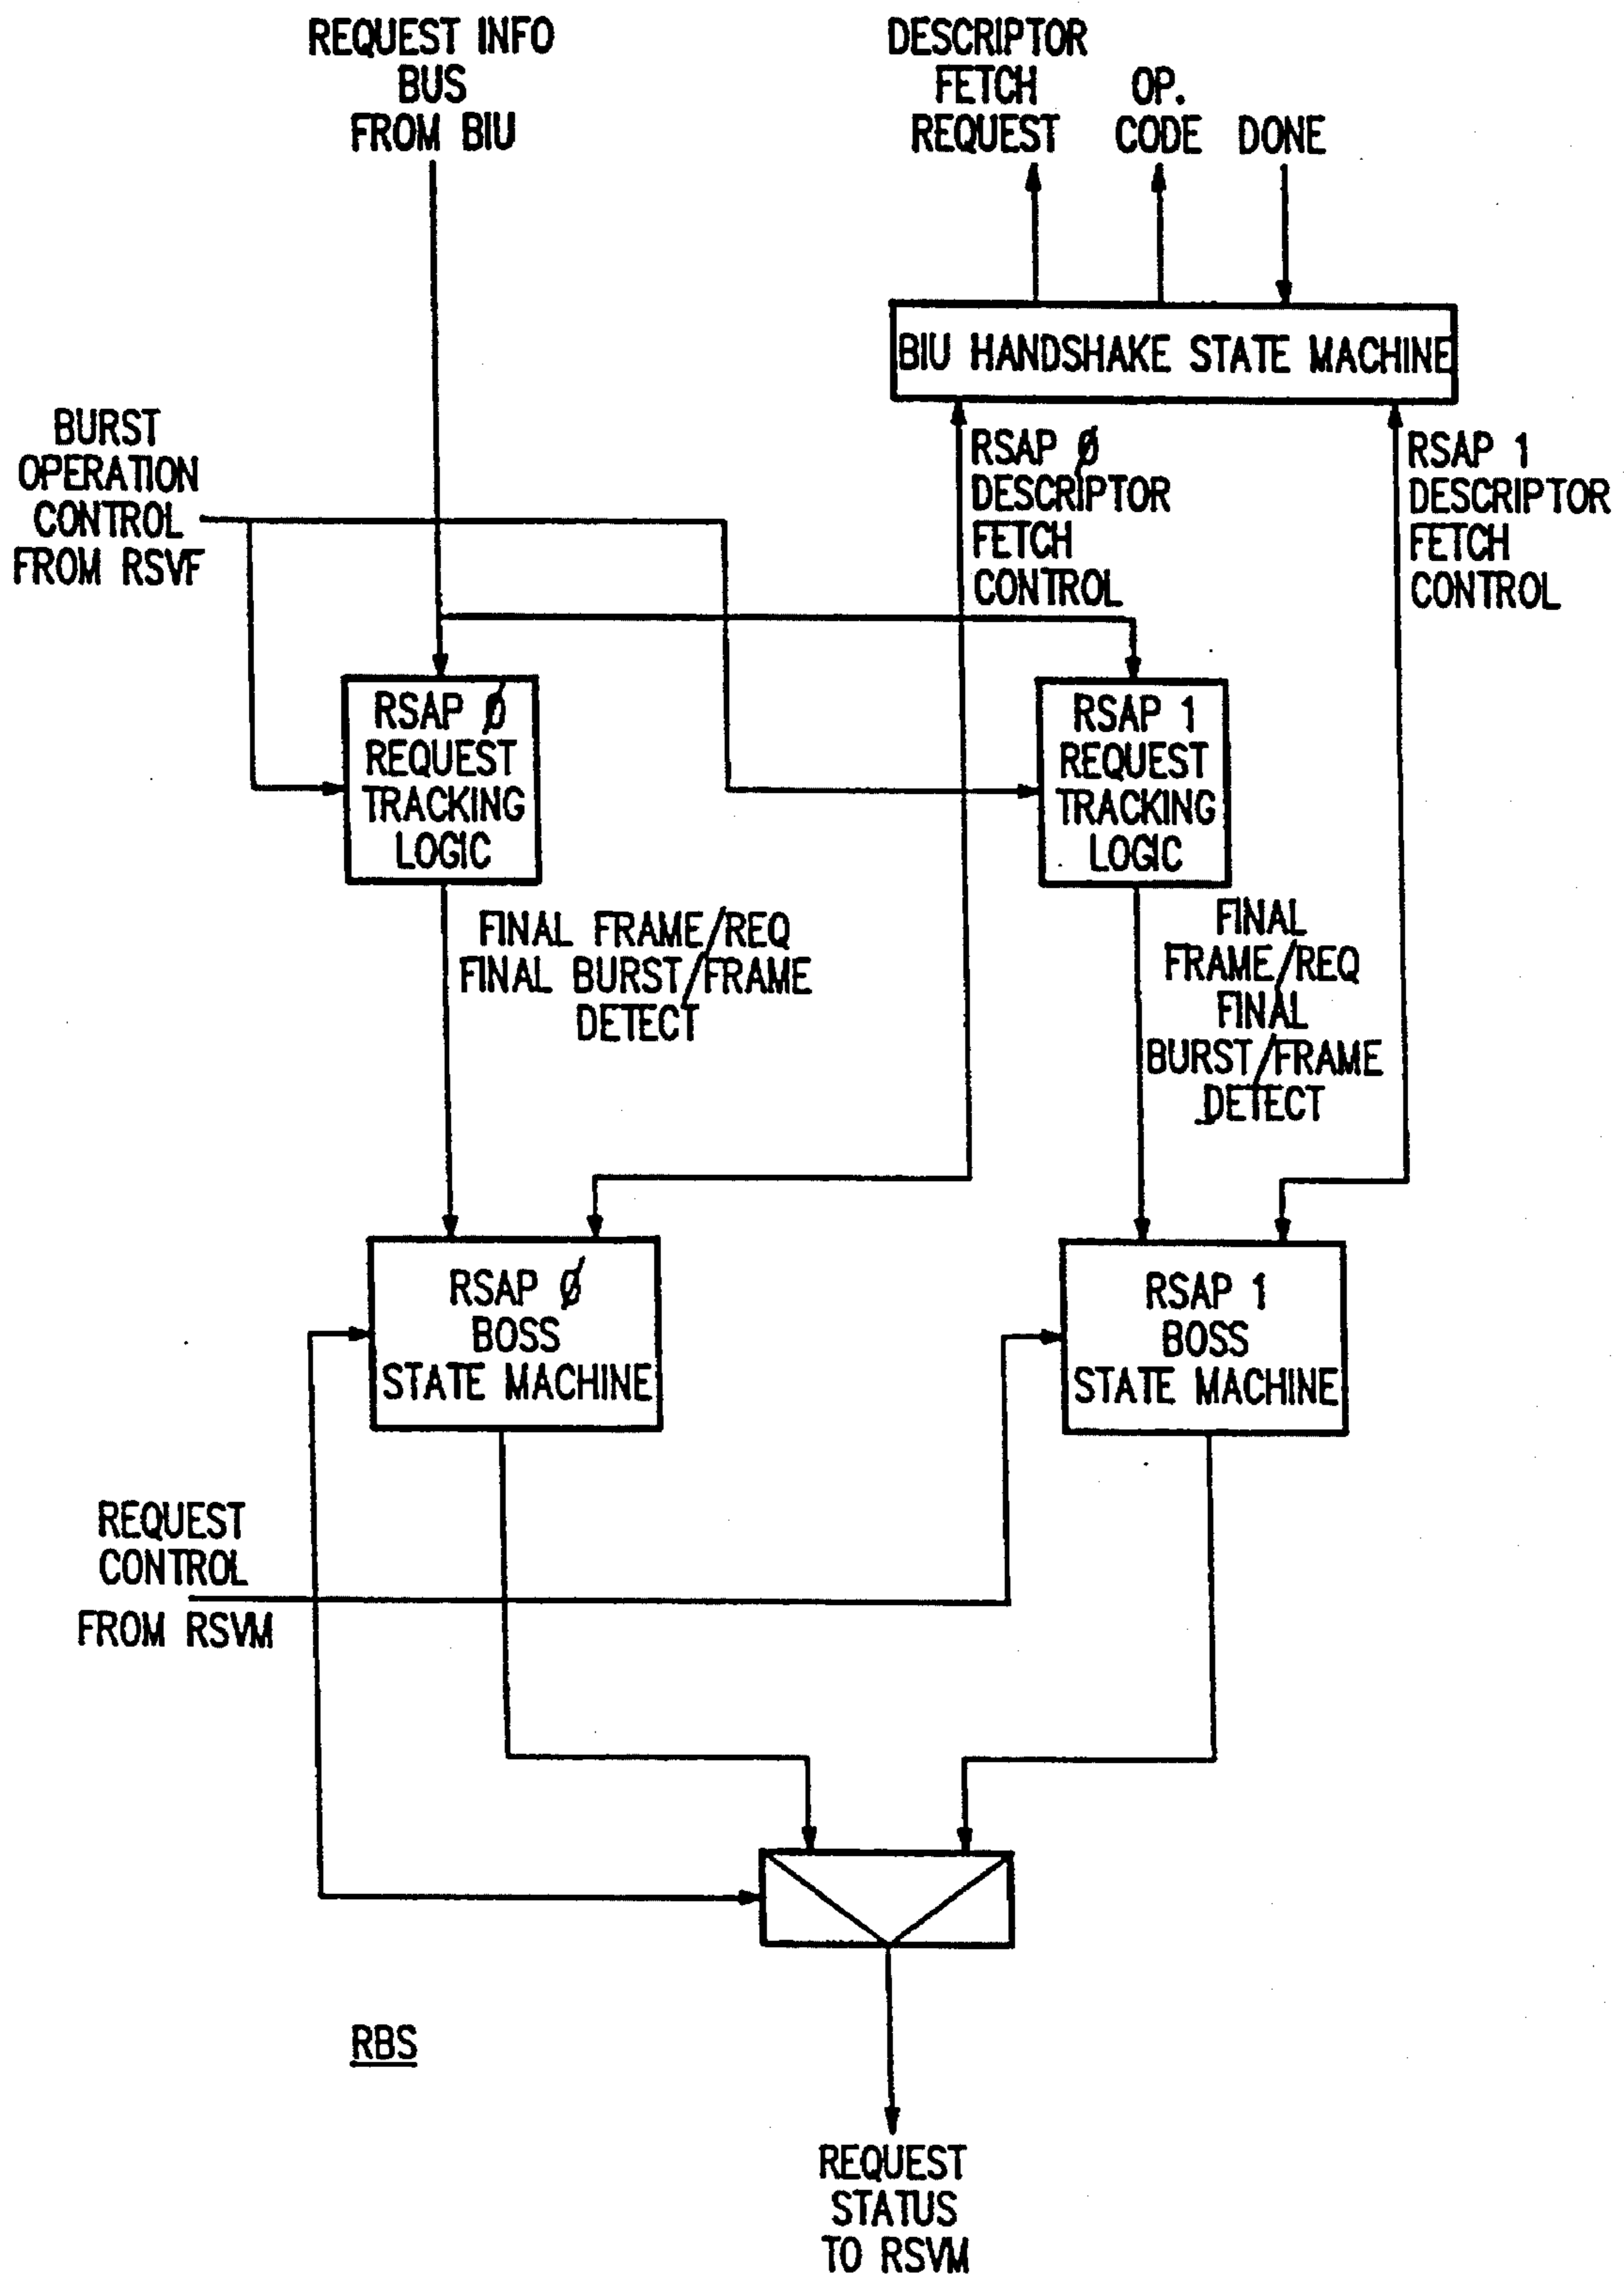 REQUEST INFO
BUS
FROM BIU
DESCRIPTOR
FETCH
REQUEST
OP.
CODE
DONE
BIU HANDSHAKE STATE MACHINE
BURST
OPERATION
CONTROL
FROM RSVF
RSAP 0̸
DESCRIPTOR
FETCH
CONTROL
RSAP 1
DESCRIPTOR
FETCH
CONTROL
RSAP 0̸
REQUEST
TRACKING
LOGIC
RSAP 1
REQUEST
TRACKING
LOGIC
FINAL FRAME/REQ
FINAL BURST/FRAME
DETECT
FINAL
FRAME/REQ
FINAL
BURST/FRAME
DETECT
RSAP 0̸
BOSS
STATE MACHINE
RSAP 1
BOSS
STATE MACHINE
REQUEST
CONTROL
FROM RSVM
RBS
REQUEST
STATUS
TO RSVM